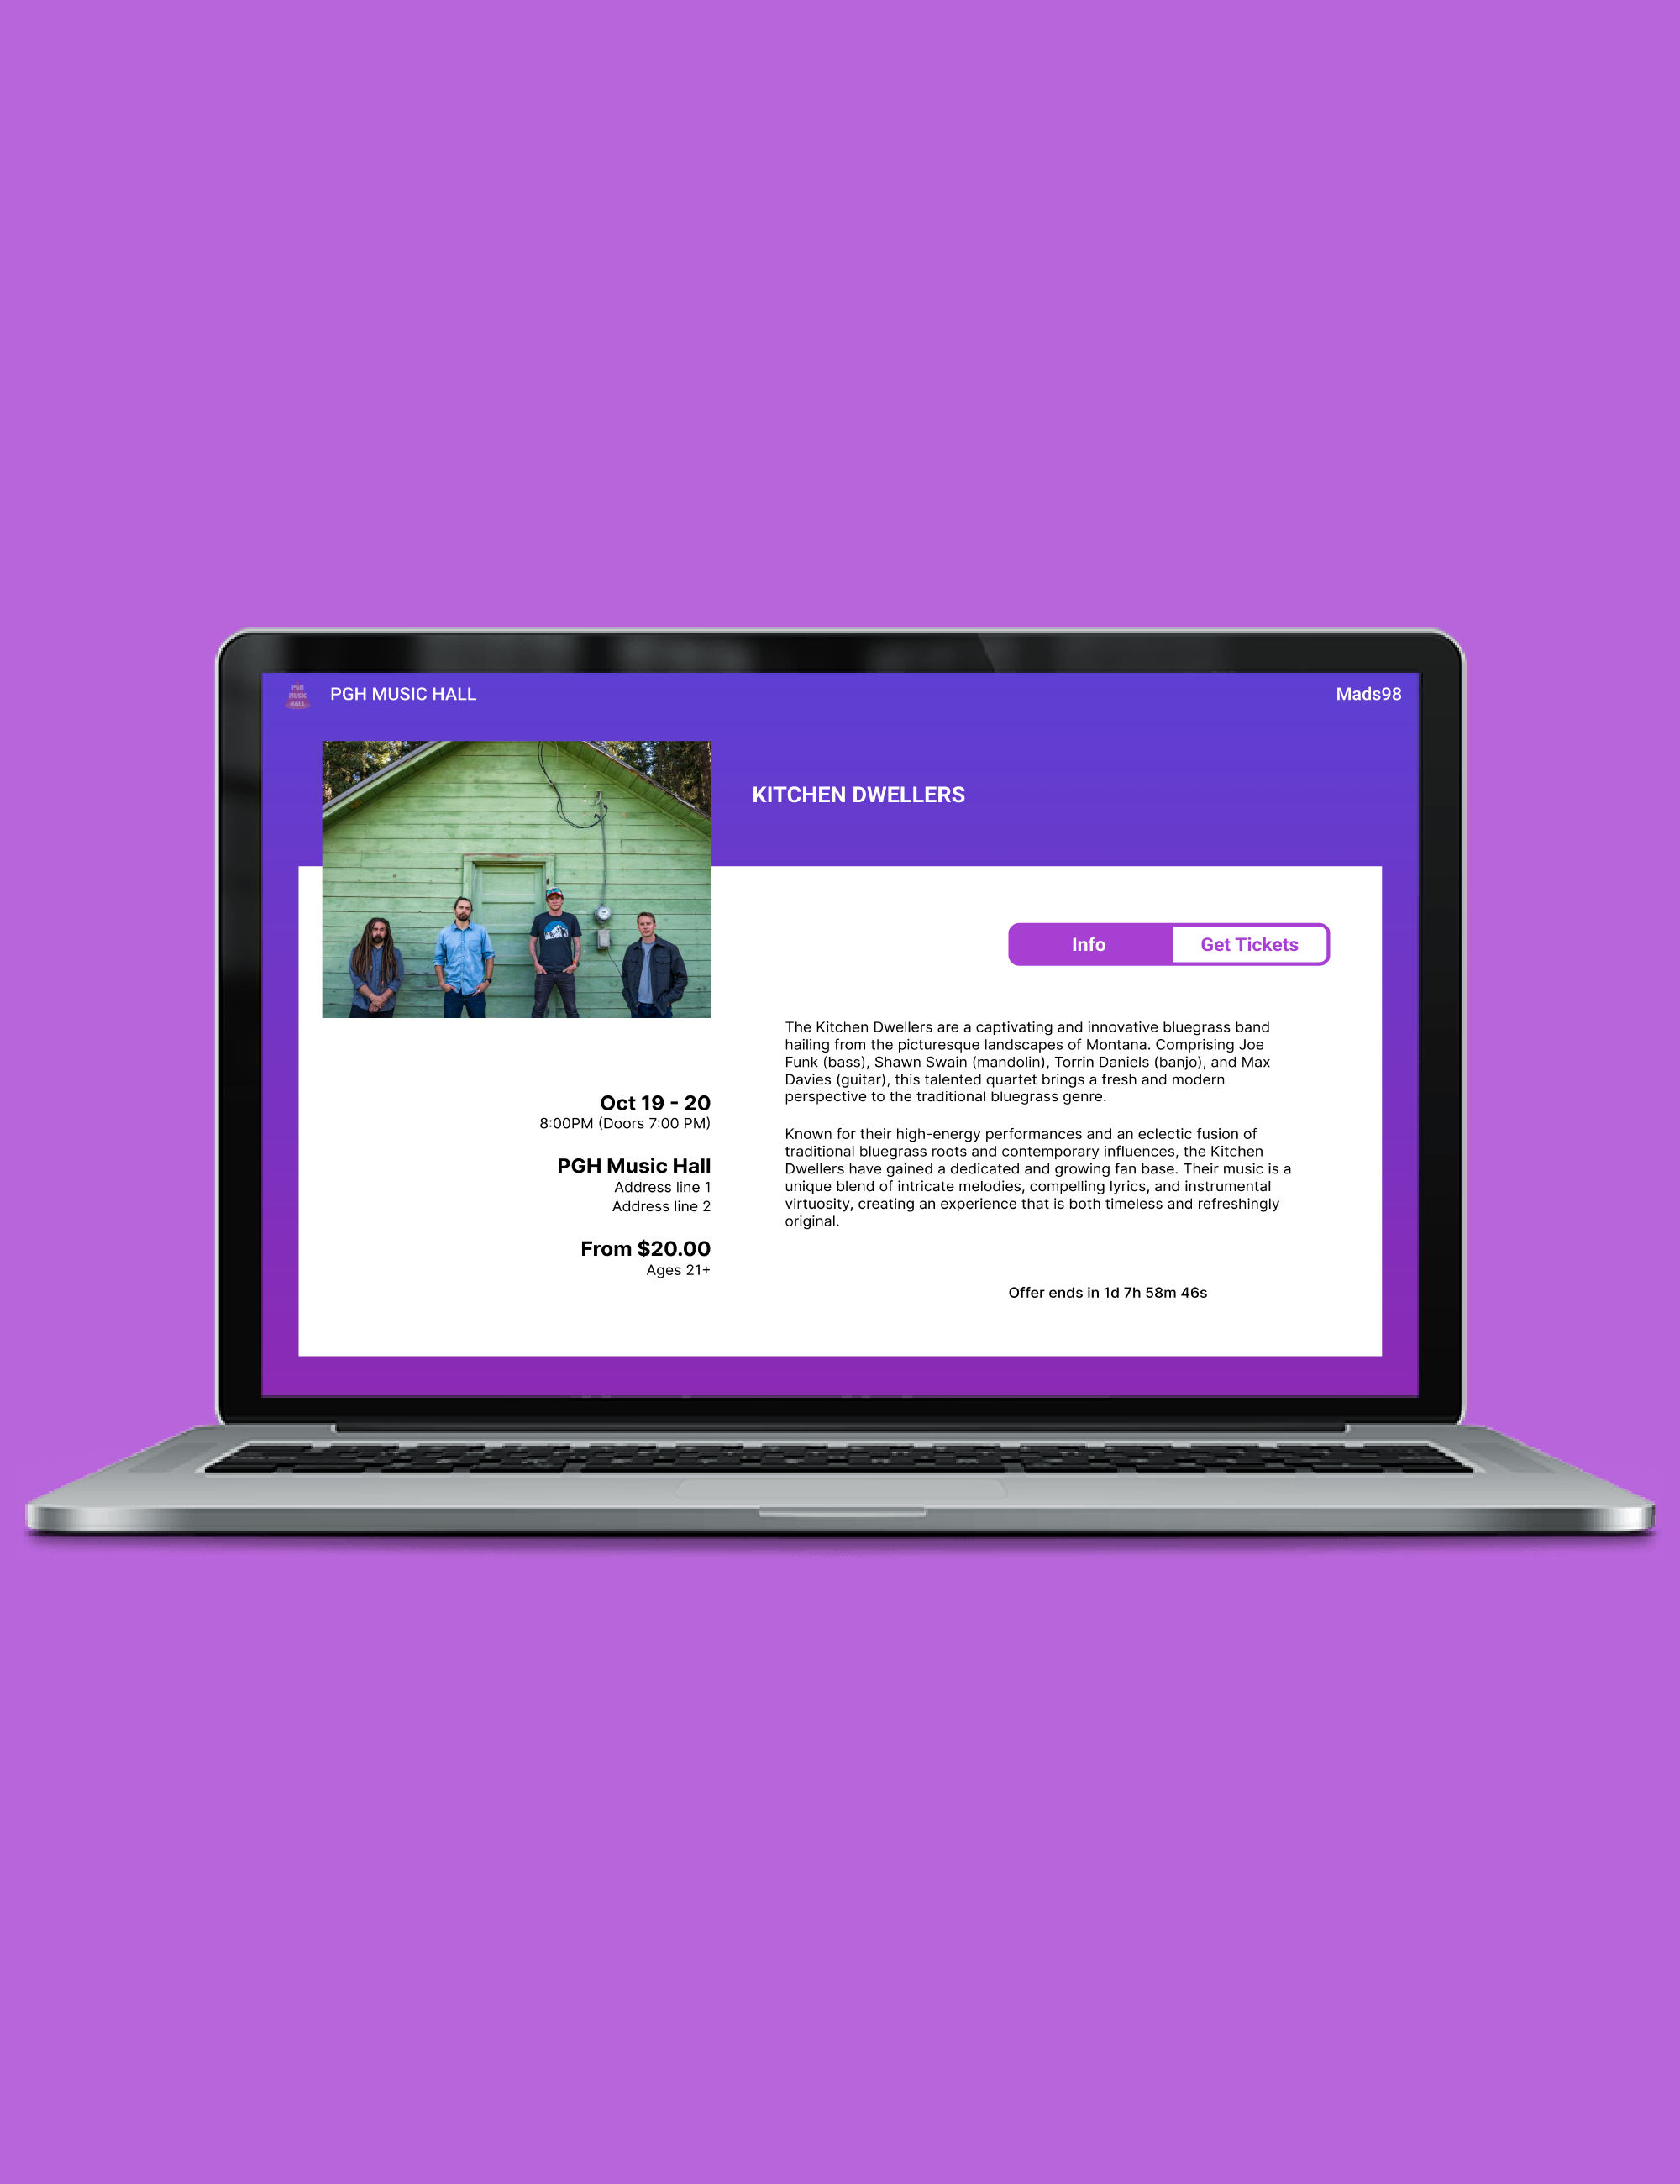 PGH
MUSIC
HALL
PGH MUSIC HALL
Mads98
KITCHEN DWELLERS
Info
Get Tickets
Oct 19 - 20
8:00PM (Doors 7:00 PM)
PGH Music Hall
Address line 1
Address line 2
From $20.00
Ages 21+
The Kitchen Dwellers are a captivating and innovative bluegrass band
hailing from the picturesque landscapes of Montana. Comprising Joe
Funk (bass), Shawn Swain (mandolin), Torrin Daniels (banjo), and Max
Davies (guitar), this talented quartet brings a fresh and modern
perspective to the traditional bluegrass genre.
Known for their high-energy performances and an eclectic fusion of
traditional bluegrass roots and contemporary influences, the Kitchen
Dwellers have gained a dedicated and growing fan base. Their music is a
unique blend of intricate melodies, compelling lyrics, and instrumental
virtuosity, creating an experience that is both timeless and refreshingly
original.
Offer ends in 1d 7h 58m 46s